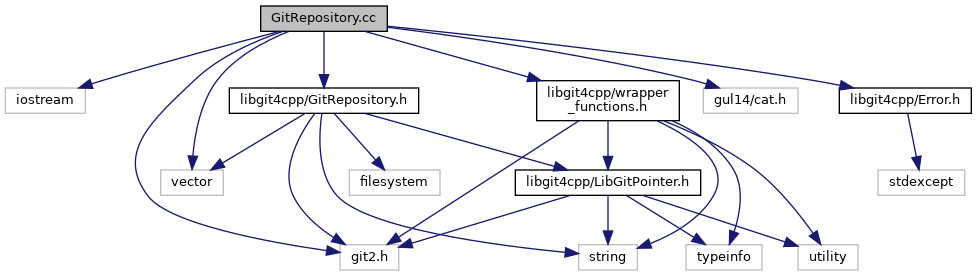 GitRepository.cc
iostream
libgit4cpp/GitRepository.h
libgit4cpp/wrapper
_functions.h
gul14/cat.h
libgit4cpp/Error.h
vector
filesystem
libgit4cpp/LibGitPointer.h
stdexcept
git2.h
string
typeinfo
utility